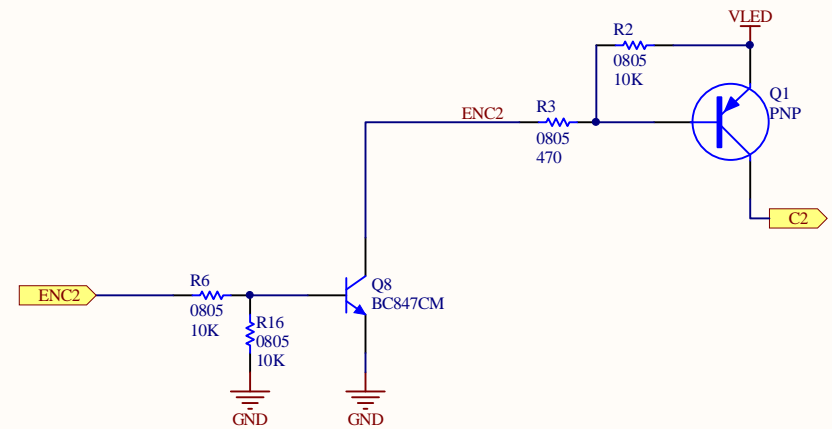 VLED
R2
0805
10K
Q1
PNP
ENC2
R3
0805
470
C2
ENC2
R6
0805
10K
R16
0805
10K
Q8
BC847CM
GND
GND